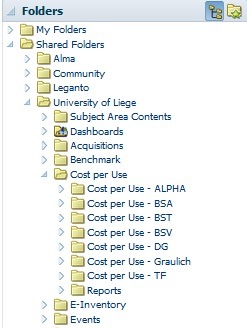 Folders
My Folders
Shared Folders
Alma
Community
Leganto
University of Liege
Subject Area Contents
Dashboards
Acquisitions
Benchmark
Cost per Use
Cost per Use - ALPHA
Cost per Use - BSA
Cost per Use - BST
Cost per Use - BSV
Cost per Use - DG
Cost per Use - Graulich
Cost per Use - TF
Reports
E-Inventory
Events